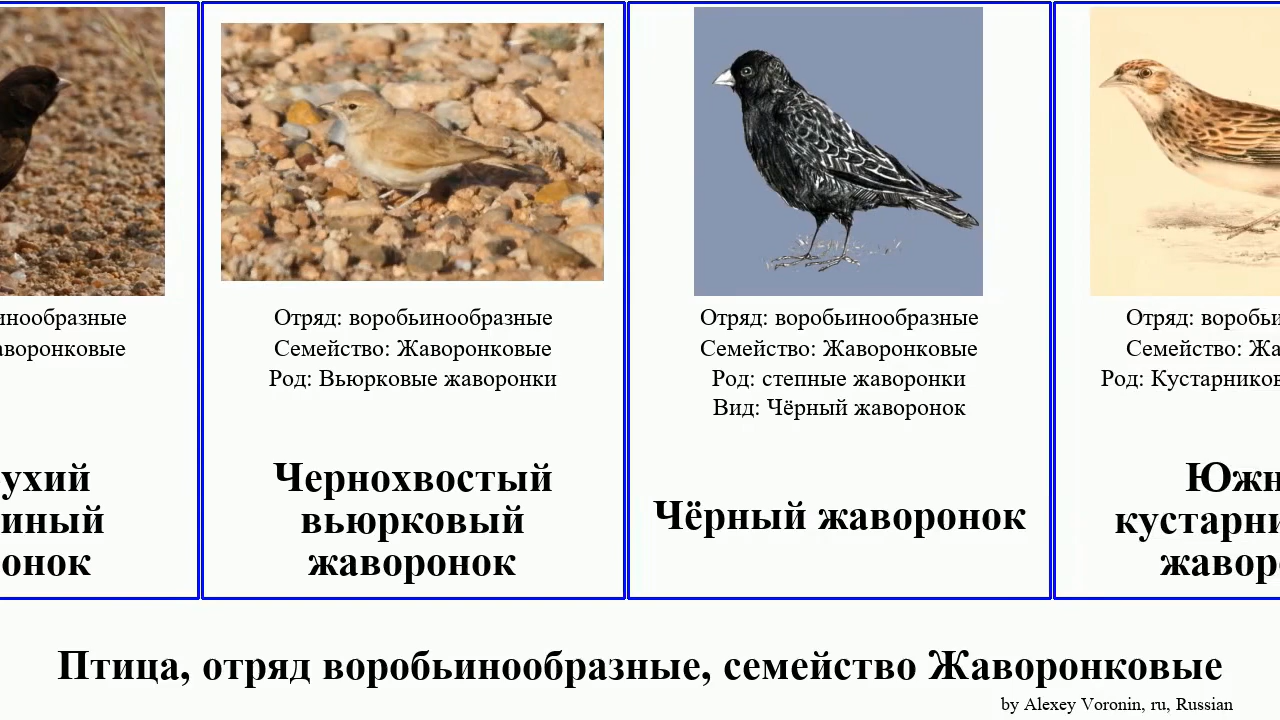 инообразные
аворонковые
ухий
иный
онок
Отряд: воробьинообразные
Семейство: Жаворонковые
Род: Вьюрковые жаворонки
Чернохвостый
вьюрковый
жаворонок
Отряд: воробьинообразные
Семейство: Жаворонковые
Род: степные жаворонки
Вид: Чёрный жаворонок
Чёрный жаворонок
Отряд: воробьи
Семейство: Жа
Род: Кустарников
Южн
кустарни
жавор
Птица, отряд воробьинообразные, семейство Жаворонковые
by Alexey Voronin, ru, Russian